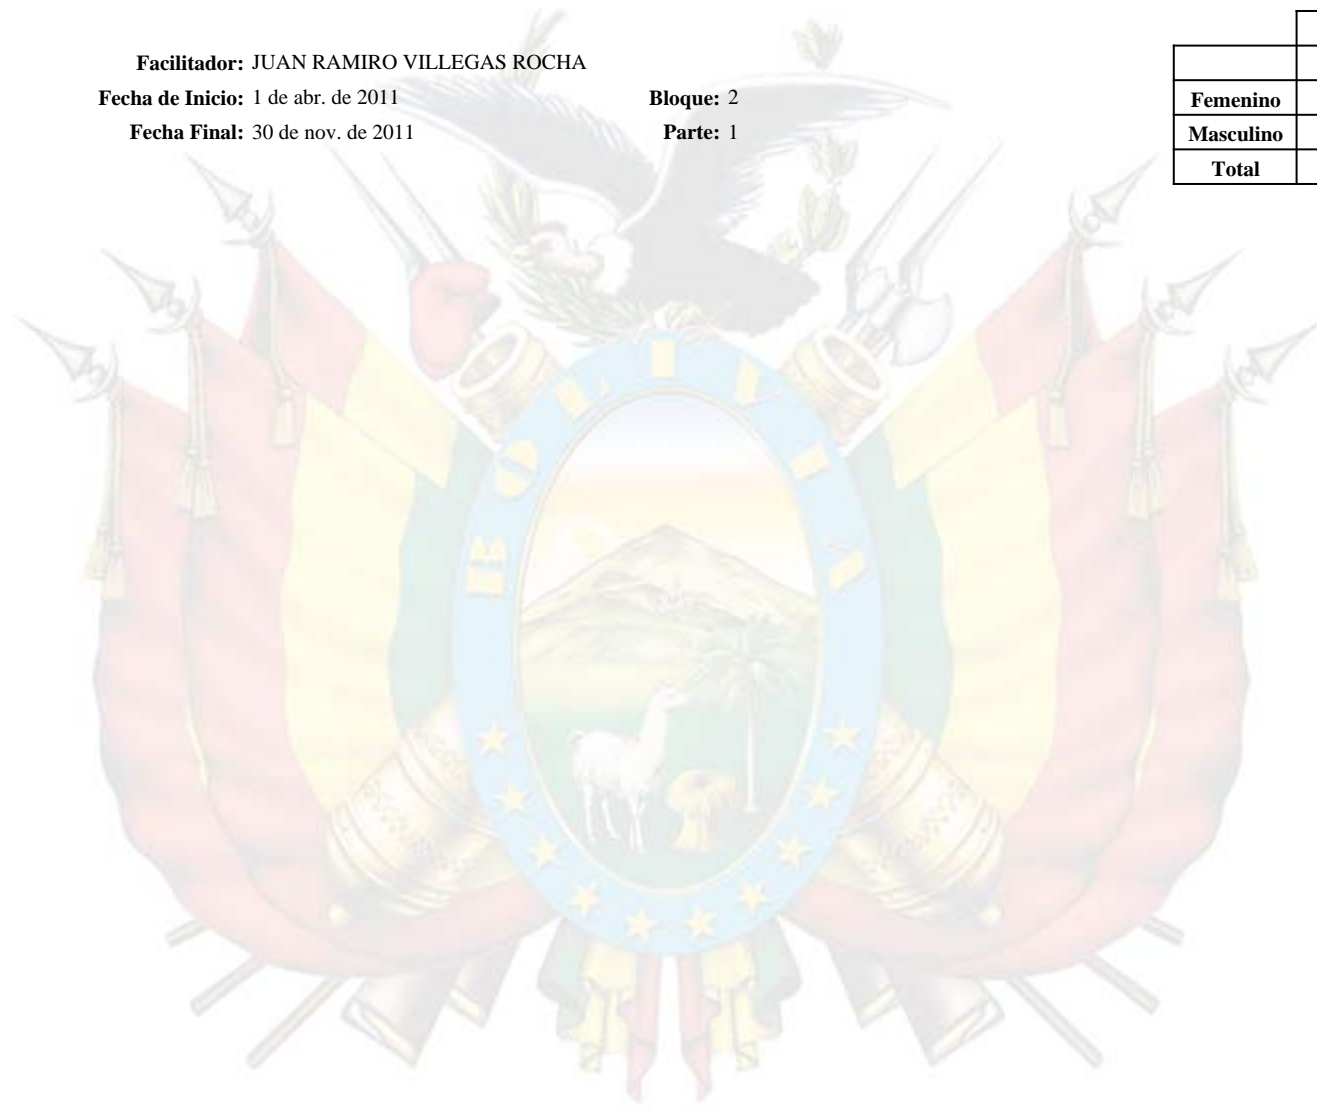 Facilitador: JUAN RAMIRO VILLEGAS ROCHA
Fecha de Inicio: 1 de abr. de 2011 Bloque: 2
Fecha Final: 30 de nov. de 2011 Parte: 1
Femenino
Masculino
Total
BOLIVIA